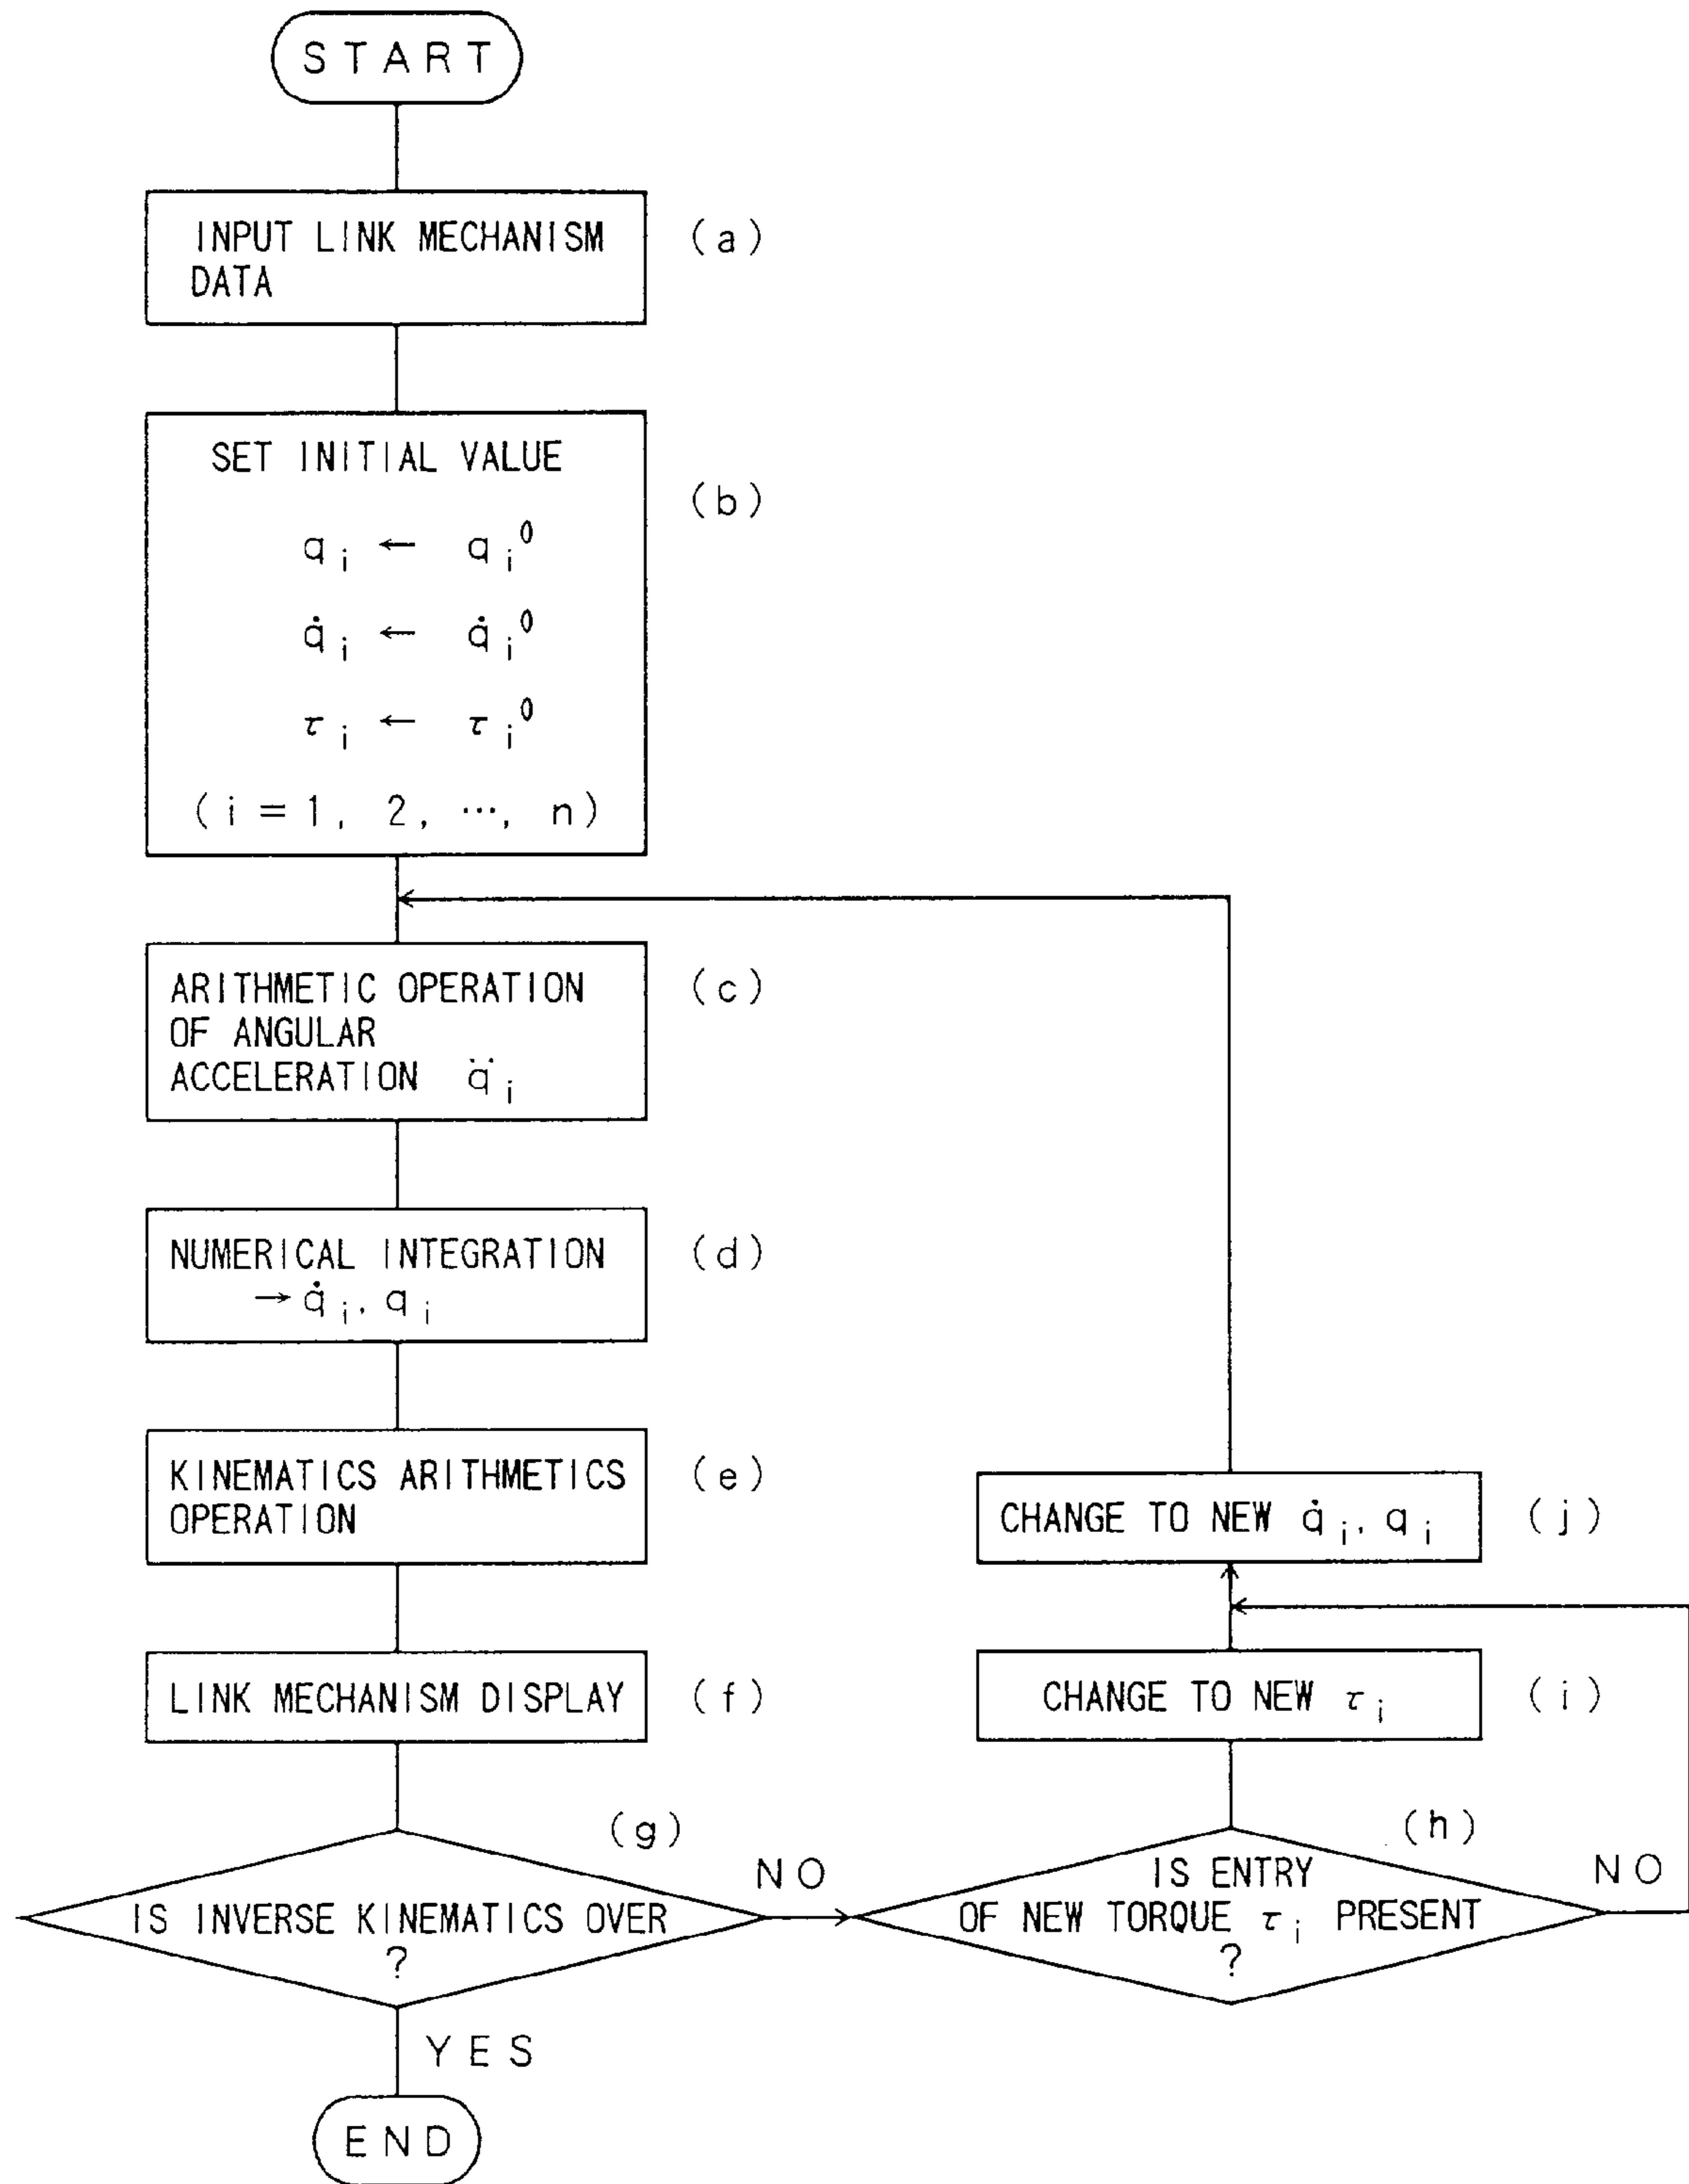 START
INPUT LINK MECHANISM
DATA
(a)
SET INITIAL VALUE
(b)
q i ← q i 0
q̇ i ← q̇ i 0
τ i ← τ i 0
(i = 1, 2, ···, n)
ARITHMETIC OPERATION
OF ANGULAR
ACCELERATION q̈ i
(c)
NUMERICAL INTEGRATION
→ q̇ i, q i
(d)
KINEMATICS ARITHMETICS
OPERATION
(e)
LINK MECHANISM DISPLAY
(f)
(g)
IS INVERSE KINEMATICS OVER
?
NO
YES
END
CHANGE TO NEW q̇ i, q i
(j)
CHANGE TO NEW τ i
(i)
(h)
IS ENTRY
OF NEW TORQUE τ i PRESENT
?
NO